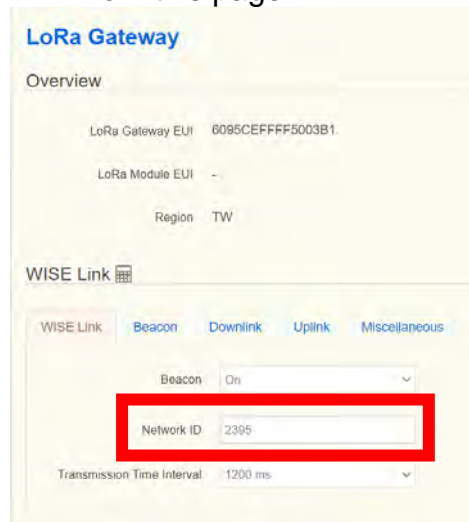 LoRa Gateway
Overview
LoRa Gateway EUI 6095CEFFFF5003B1
LoRa Module EUI -
Region TW
WISE Link
WISE Link Beacon Downlink Uplink Miscellaneous
Beacon On
Network ID 2395
Transmission Time Interval 1200 ms